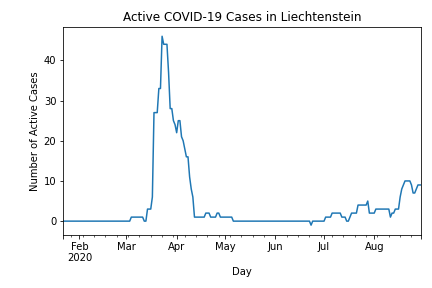 Active COVID-19 Cases in Liechtenstein
Number of Active Cases
40
30
20
10
0
Feb
2020
Mar
Apr
May
Jun
Jul
Aug
Day